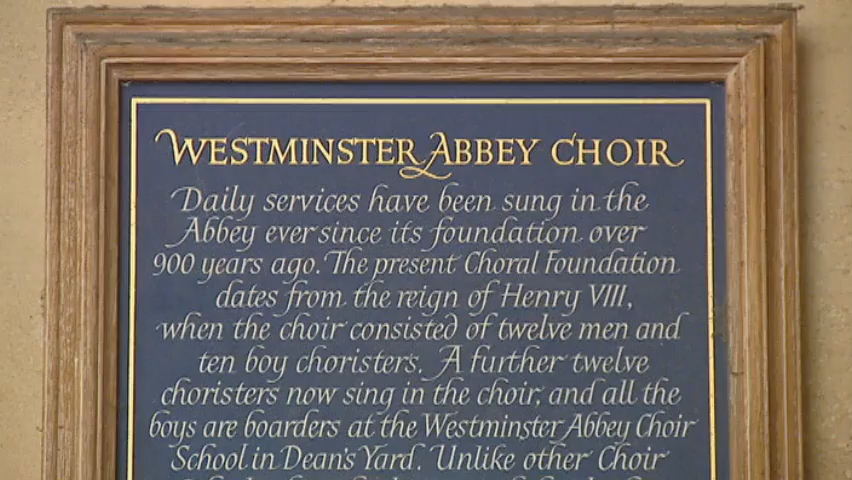 WESTMINSTER ABBEY CHOIR
Daily services have been sung in the
Abbey ever since its foundation over
900 years ago. The present Choral Foundation
dates from the reign of Henry VIII,
when the choir consisted of twelve men and
ten boy choristers. A further twelve
choristers now sing in the choir, and all the
boys are boarders at the Westminster Abbey Choir
School in Dean's Yard. Unlike other Choir